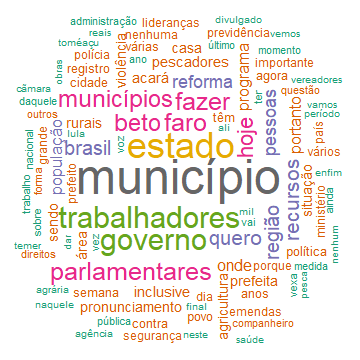 administração lideranças divulgado
tomeàçu reais nenhuma previdência vemos
várias casa último momento
polícia violência pescadores programa importante
registro ano acará reforma agora vereadores
cidade questão
obras municípios fazer ter vamos
câmara período
daquele rurais beto faro têm hoje pessoas portanto país
outros população lula brasil voz ali vários
nacional grande estado situação
trabalho forma prefeito município recursos ministério enfim
ainda
sobre sendo trabalhadores mil região
temer dar vez governo vai quero nenhum
direitos área política
parlamentares onde porque medida
agrária semana inclusive dia prefeita vexa pesca
naquele pronunciamento final povo agricultura anos emendas
pública contra companheiro
agência segurança neste saúde